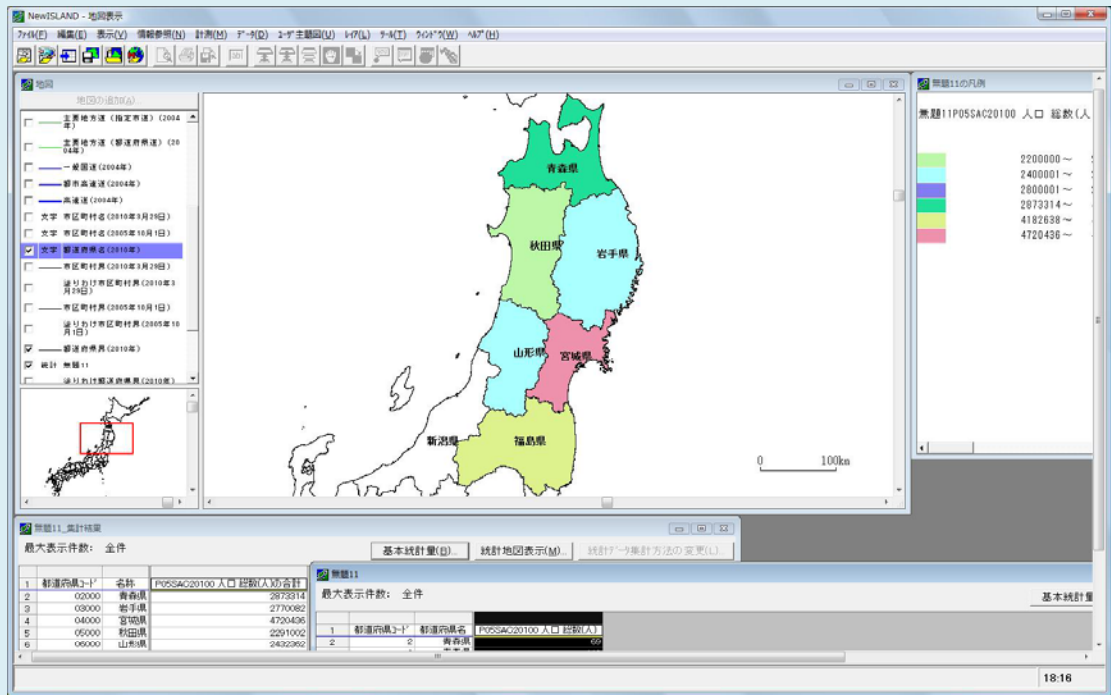 NewISLAND - 地図表示
ファイル(F) 編集(E) 表示(V) 情報参照(N) 計測(M) データ(D) ユーザ主題図(U) レイア(L) ツール(T) ウィンドウ(W) ヘルプ(H)
地図
地図の追加(A)...
主要地方道（指定市道）(2004年)
主要地方道（都道府県道）(2004年)
一般国道(2004年)
都市高速道(2004年)
高速道(2004年)
文字 市区町村名(2010年3月29日)
文字 市区町村名(2005年10月1日)
文字 都道府県名(2010年)
市区町村界(2010年3月29日)
塗りわけ市区町村界(2010年3月29日)
市区町村界(2005年10月1日)
塗りわけ市区町村界(2005年10月1日)
都道府県界(2010年)
統計 無題11
塗りわけ都道府県界(2010年)
青森県
秋田県
岩手県
山形県
宮城県
新潟県
福島県
0 100km
無題11の凡例
無題11P05SAC20100 人口 総数(人
2200000～
2400001～
2800001～
2873314～
4182638～
4720436～
無題11_集計結果
最大表示件数: 全件
基本統計量(B)... 統計地図表示(M)... 統計データ集計方法の変更(L)...
1 都道府県コード 名称 P05SAC20100 人口 総数(人)の合計
2 02000 青森県 2873314
3 03000 岩手県 2770082
4 04000 宮城県 4720436
5 05000 秋田県 2291002
6 06000 山形県 2432362
無題11
最大表示件数: 全件
基本統計量
1 都道府県コード 都道府県名 P05SAC20100 人口 総数(人)
2 2 青森県 69
18:16